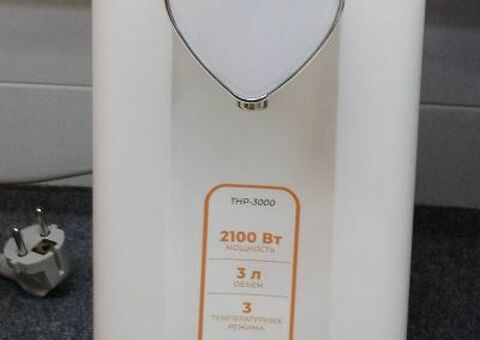 THP-3000
2100 Вт
МОЩНОСТЬ
3 л
ОБЪЕМ
3
ТЕМПЕРАТУРНЫХ
РЕЖИМА